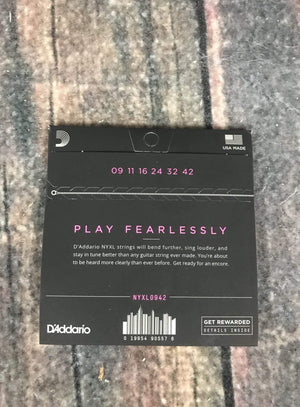 USA MADE
09 11 16 24 32 42
PLAY FEARLESSLY
D'Addario NYXL strings will bend further, sing louder, and
stay in tune better than any guitar string ever made. You're about
to be heard more clearly than ever before. Get ready for an encore.
NYXL0942
D'Addario
0 19954 90557 6
GET REWARDED
DETAILS INSIDE